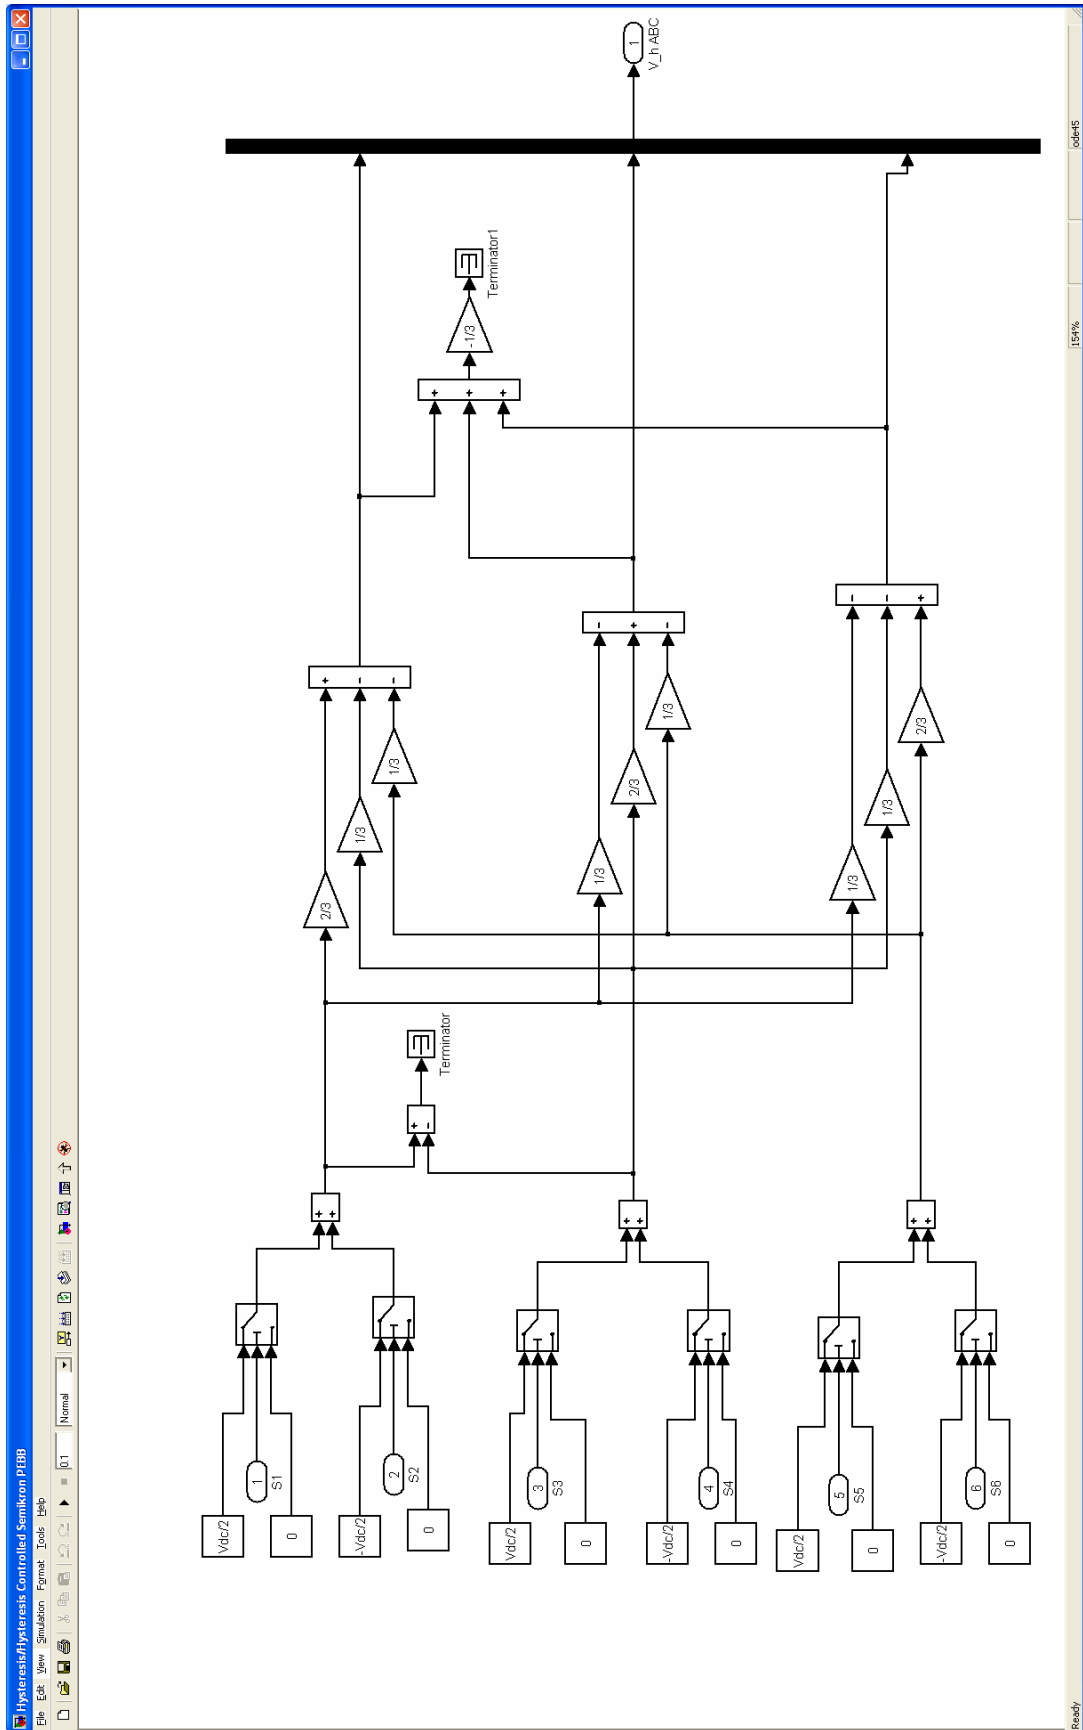 Hysteresis/Hysteresis Controlled Semikron PEBB
File Edit View Simulation Format Tools Help
0.1 Normal
Vdc/2
1
S1
0
-Vdc/2
2
S2
0
Vdc/2
3
S3
0
-Vdc/2
4
S4
0
Vdc/2
5
S5
0
-Vdc/2
6
S6
0
+
+
+
+
+
+
+
−
Terminator
2/3
1/3
1/3
1/3
2/3
1/3
1/3
1/3
2/3
+
−
−
−
+
−
−
−
+
+
+
+
-1/3
Terminator1
1
V_h ABC
Ready
154%
ode45